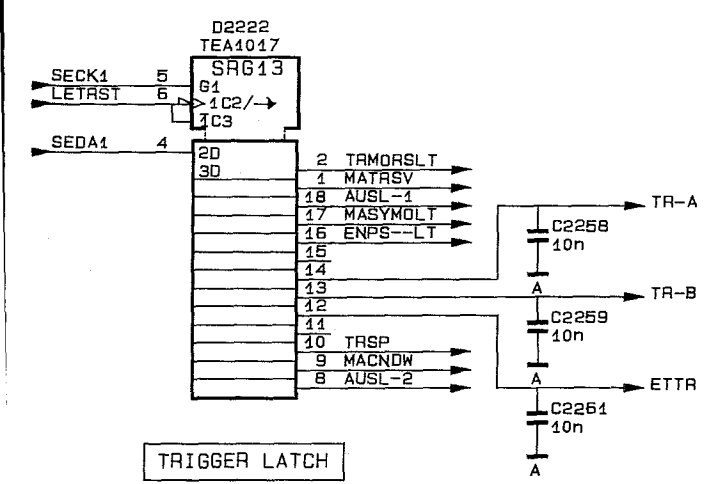 D2222
TEA1017
SRG13
SECK1 5 G1
LETRST 6 1C2/→
1C3
SEDA1 4 2D
3D
2 TRMORSLT
1 MATRSV
18 AUSL-1
17 MASYMOLT
16 ENPS--LT
15
14
13
12
11
10 TRSP
9 MACNDW
8 AUSL-2
TR-A
C2258
10n
A
TR-B
C2259
10n
A
ETTR
C2261
10n
A
TRIGGER LATCH